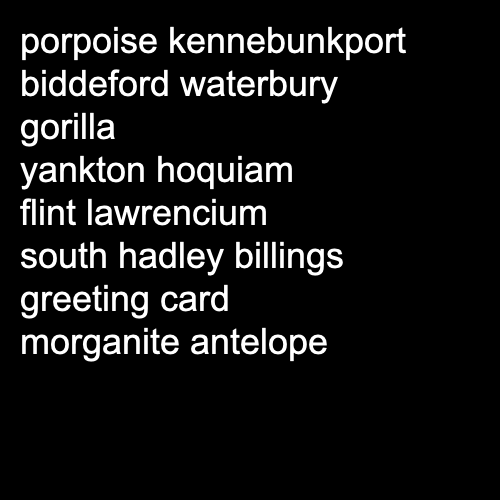 porpoise kennebunkport
biddeford waterbury
gorilla
yankton hoquiam
flint lawrencium
south hadley billings
greeting card
morganite antelope